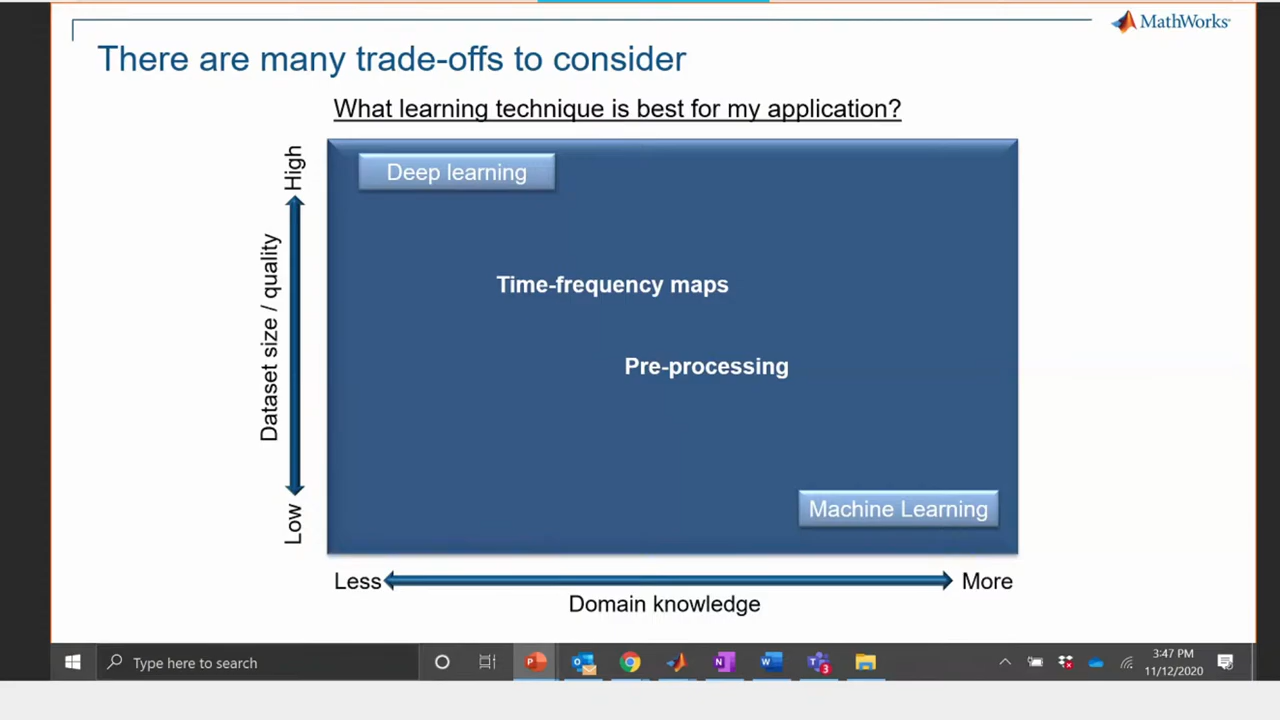 MathWorks
There are many trade-offs to consider
What learning technique is best for my application?
High
Deep learning
Dataset size / quality
Time-frequency maps
Pre-processing
Low
Machine Learning
Less
More
Domain knowledge
Type here to search
3
3:47 PM
11/12/2020